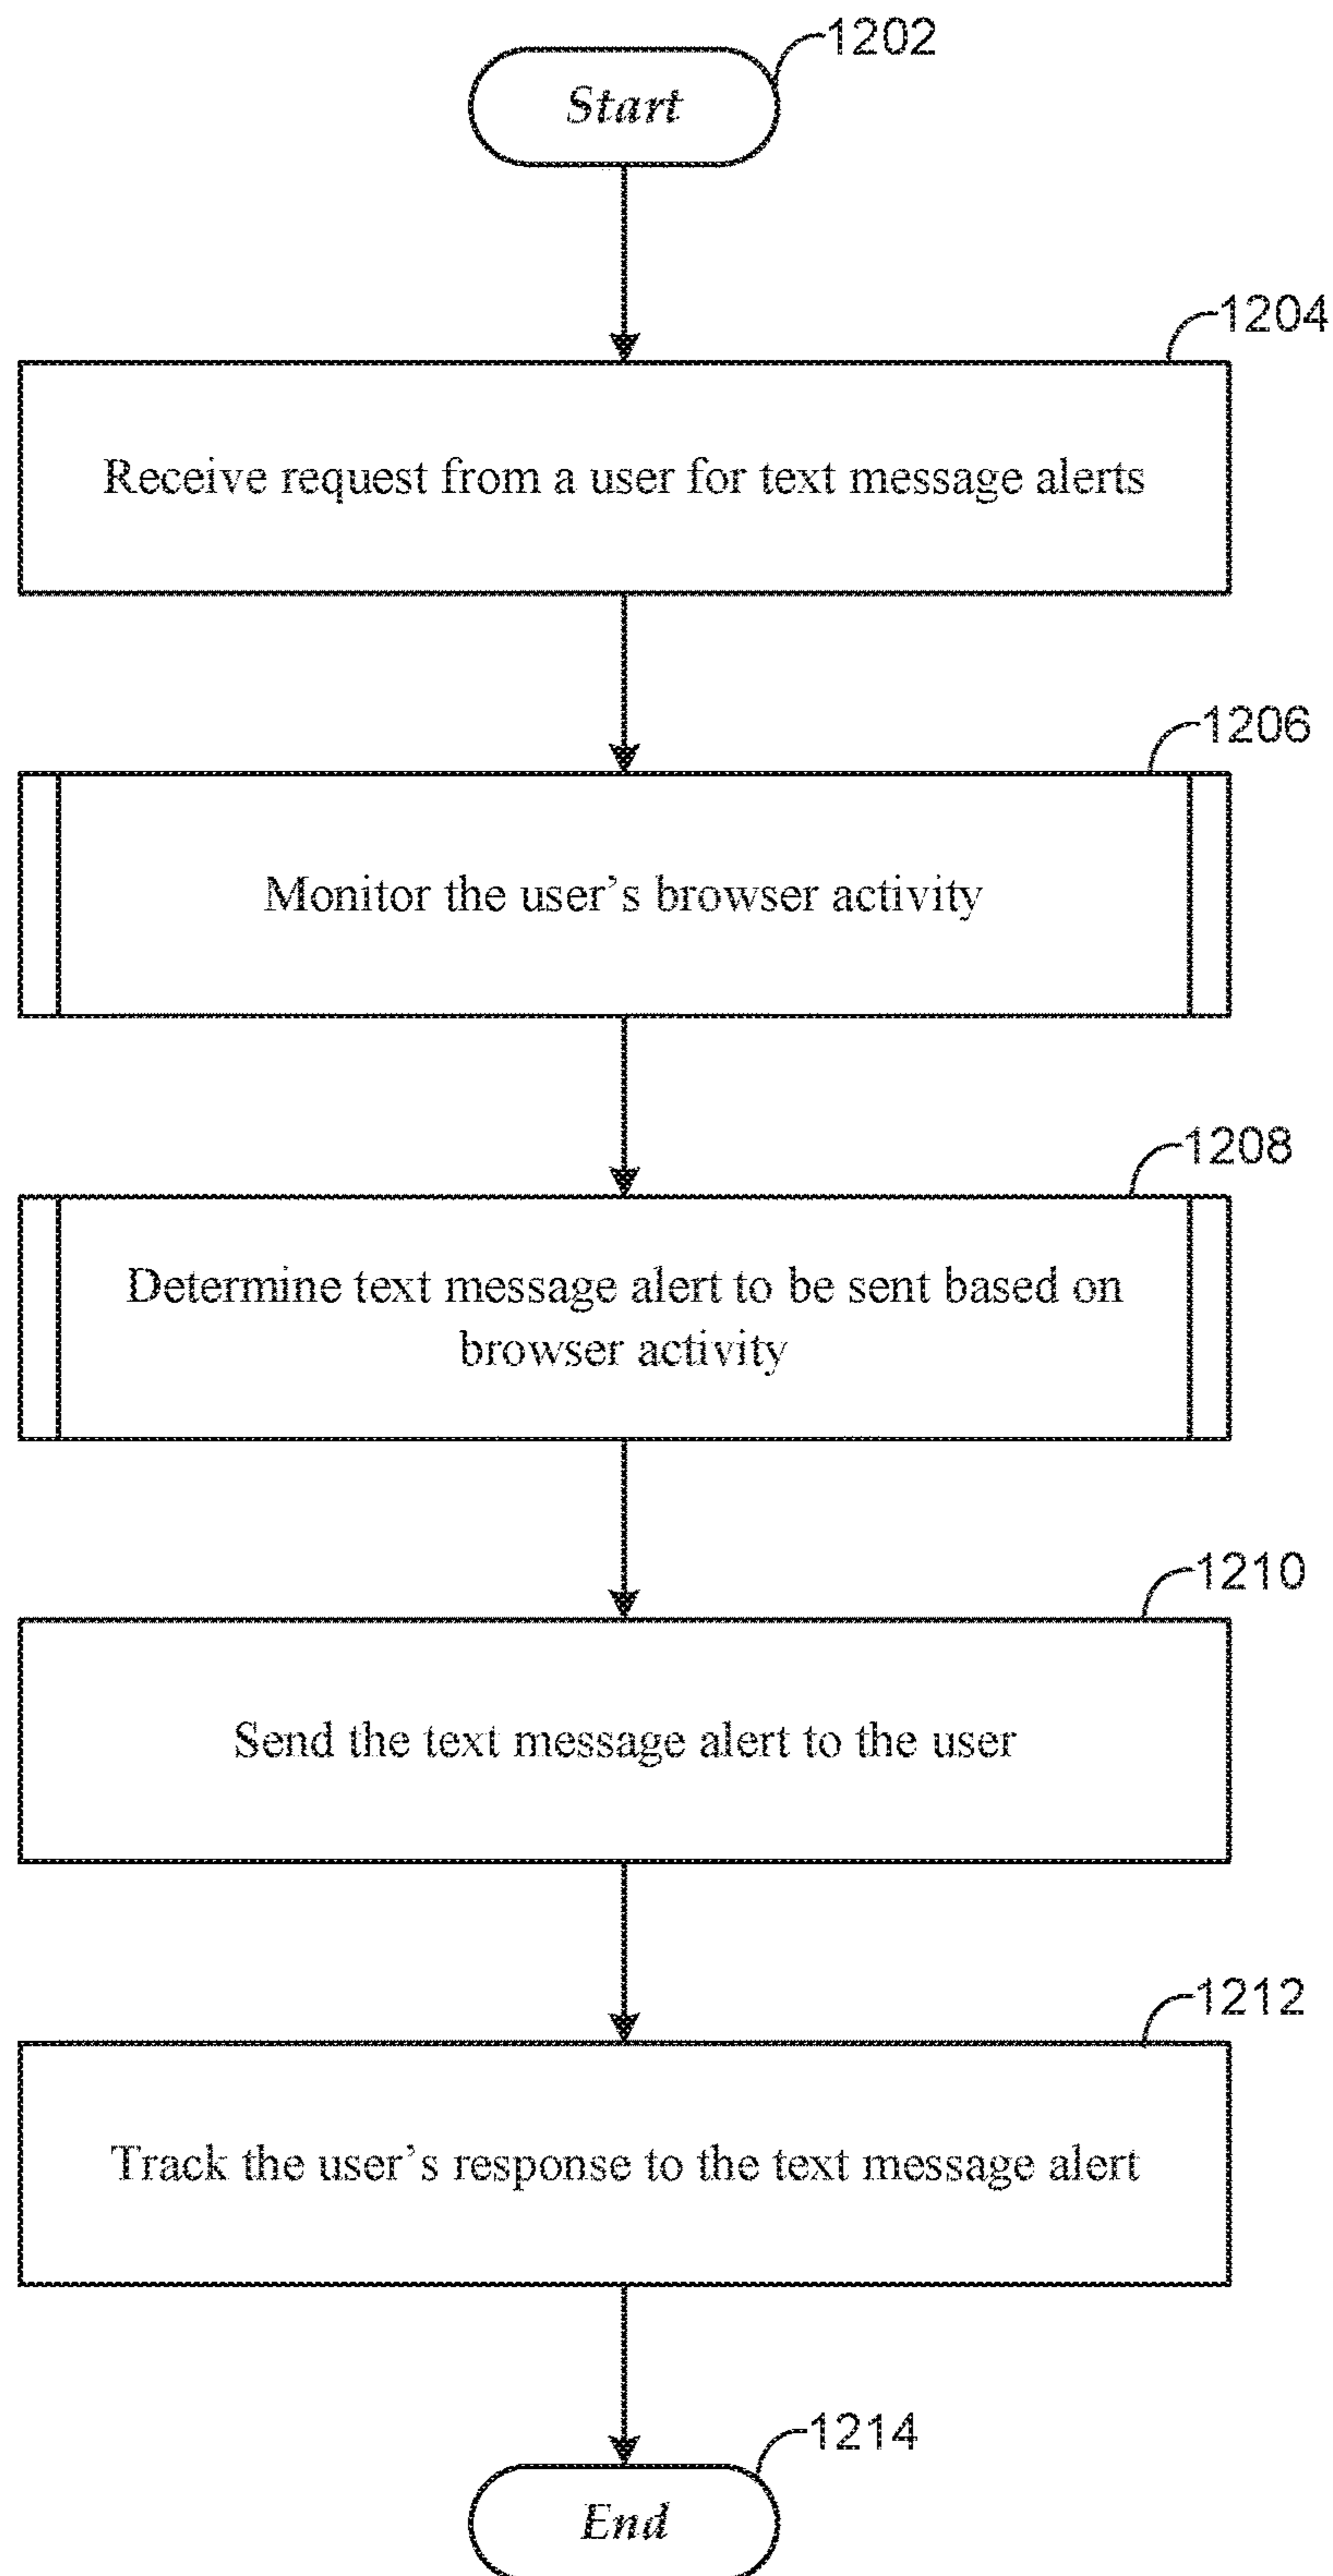 1202
Start
1204
Receive request from a user for text message alerts
1206
Monitor the user’s browser activity
1208
Determine text message alert to be sent based on
browser activity
1210
Send the text message alert to the user
1212
Track the user’s response to the text message alert
1214
End